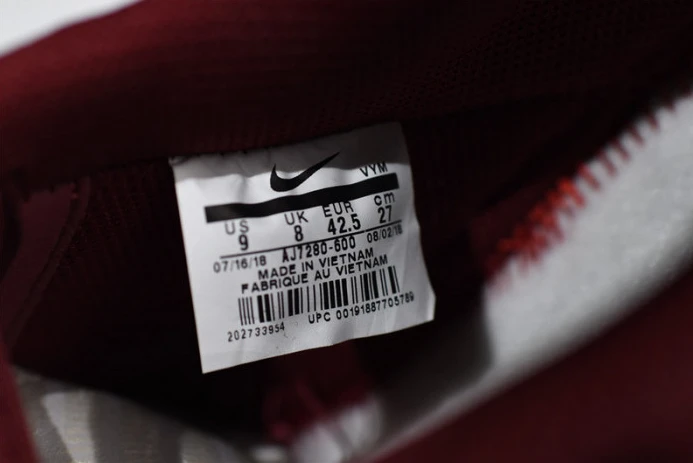 VYM
US UK EUR cm
9 8 42.5 27
07/16/18 AJ7280-600 08/02/18
MADE IN VIETNAM
FABRIQUE AU VIETNAM
202733954 UPC 00191887705789